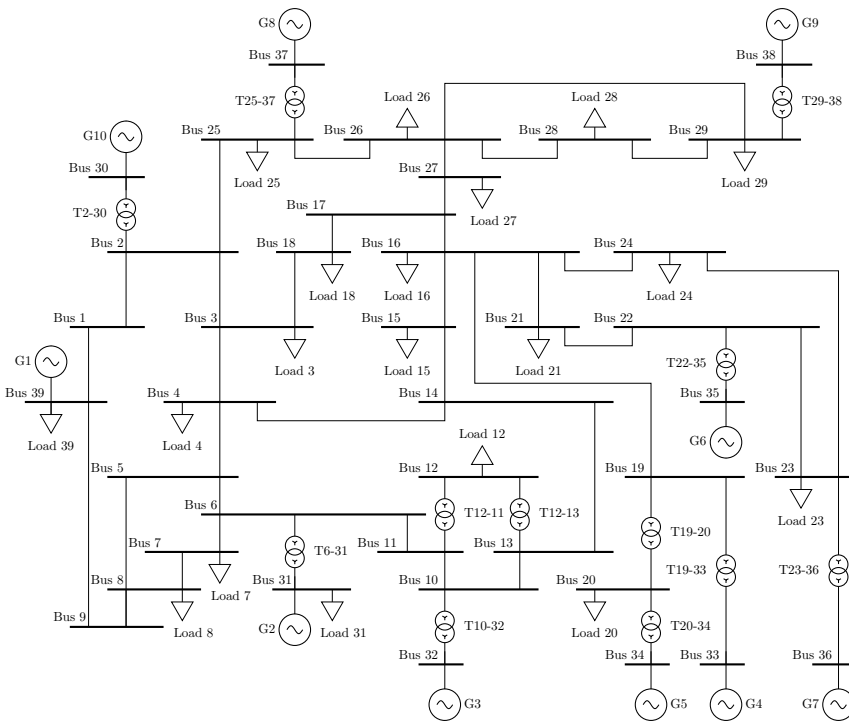 G8
G9
Bus 37
Bus 38
T25-37
Load 26
Load 28
T29-38
G10
Bus 25
Bus 26
Bus 28
Bus 29
Bus 30
Load 25
Bus 27
Load 29
T2-30
Bus 17
Load 27
Bus 2
Bus 18
Bus 16
Bus 24
Load 18
Load 16
Load 24
Bus 1
Bus 3
Bus 15
Bus 21
Bus 22
G1
Load 3
Load 15
Load 21
T22-35
Bus 39
Bus 4
Bus 14
Bus 35
Load 39
Load 4
Load 12
G6
Bus 5
Bus 12
Bus 19
Bus 23
Bus 6
T12-11
T12-13
Load 23
T19-20
Bus 7
T6-31
Bus 11
Bus 13
T19-33
T23-36
Bus 8
Bus 31
Bus 10
Bus 20
Load 7
Bus 9
Load 8
G2
Load 31
T10-32
Load 20
T20-34
Bus 32
Bus 34
Bus 33
Bus 36
G3
G5
G4
G7